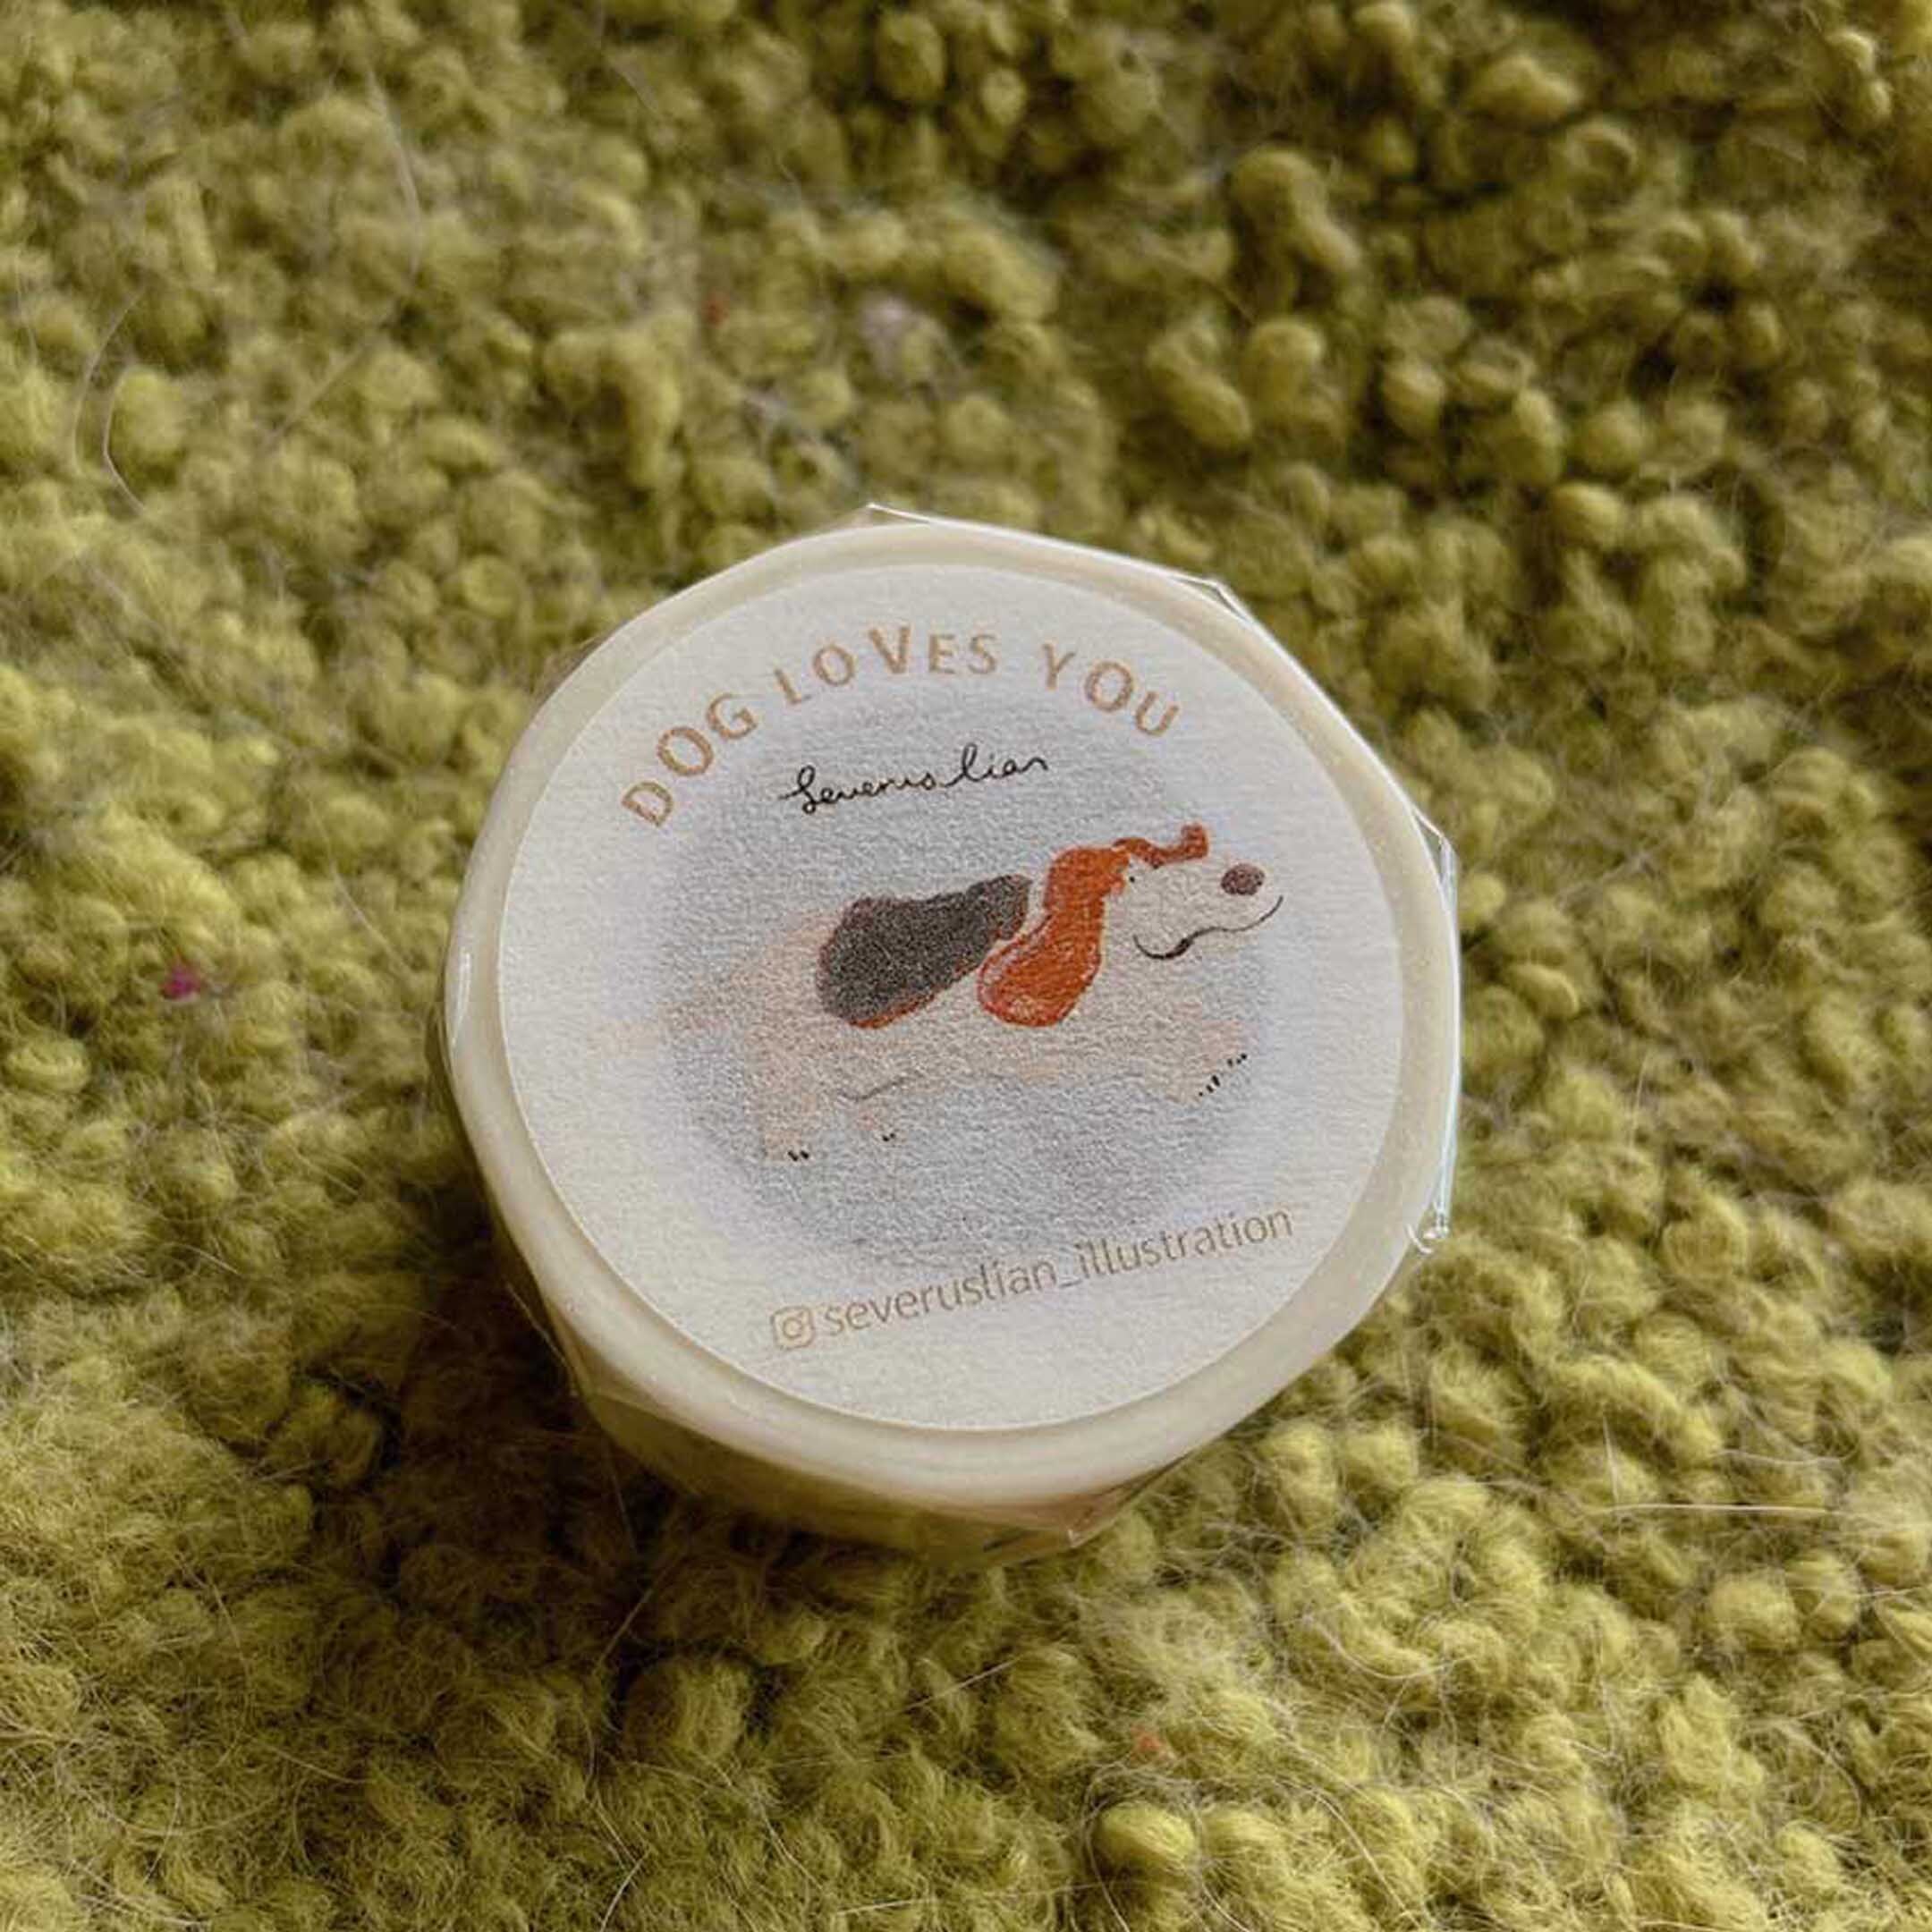 DOG LOVES YOU
Severus Lian
severuslian_illustration